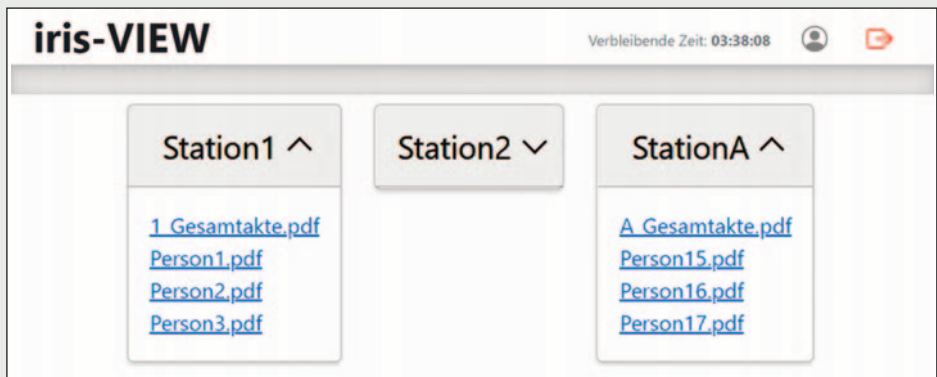 iris-VIEW
Verbleibende Zeit: 03:38:08
Station1
1_Gesamtakte.pdf
Person1.pdf
Person2.pdf
Person3.pdf
Station2
StationA
A_Gesamtakte.pdf
Person15.pdf
Person16.pdf
Person17.pdf